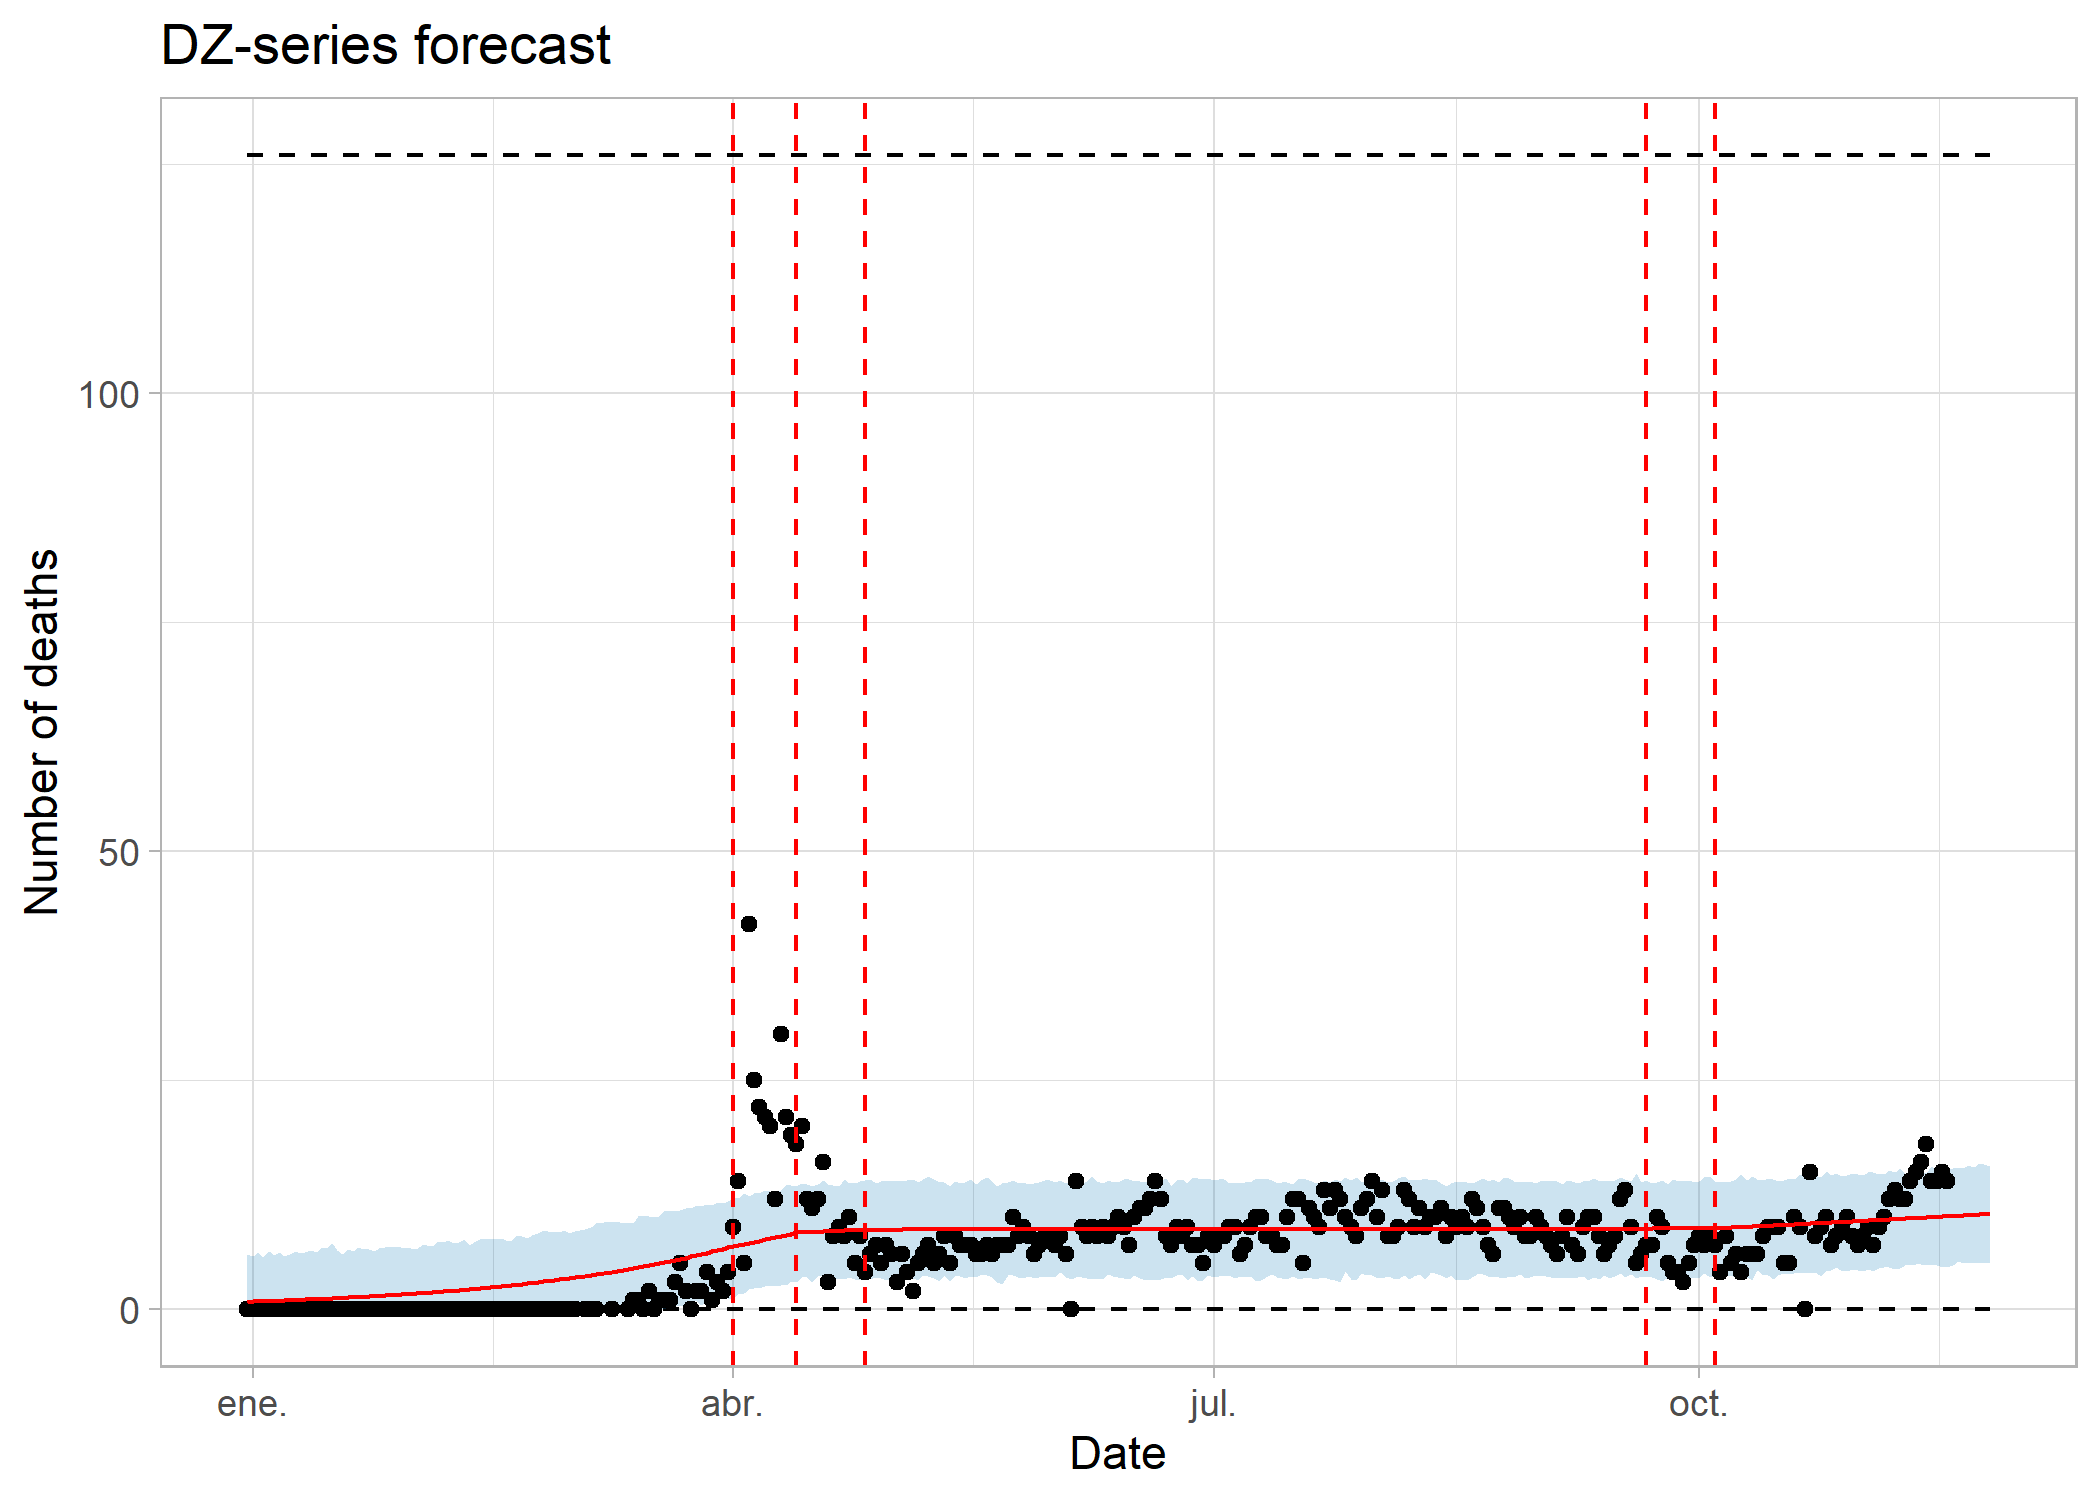 DZ-series forecast
Number of deaths
100
50
0
ene.
abr.
jul.
oct.
Date